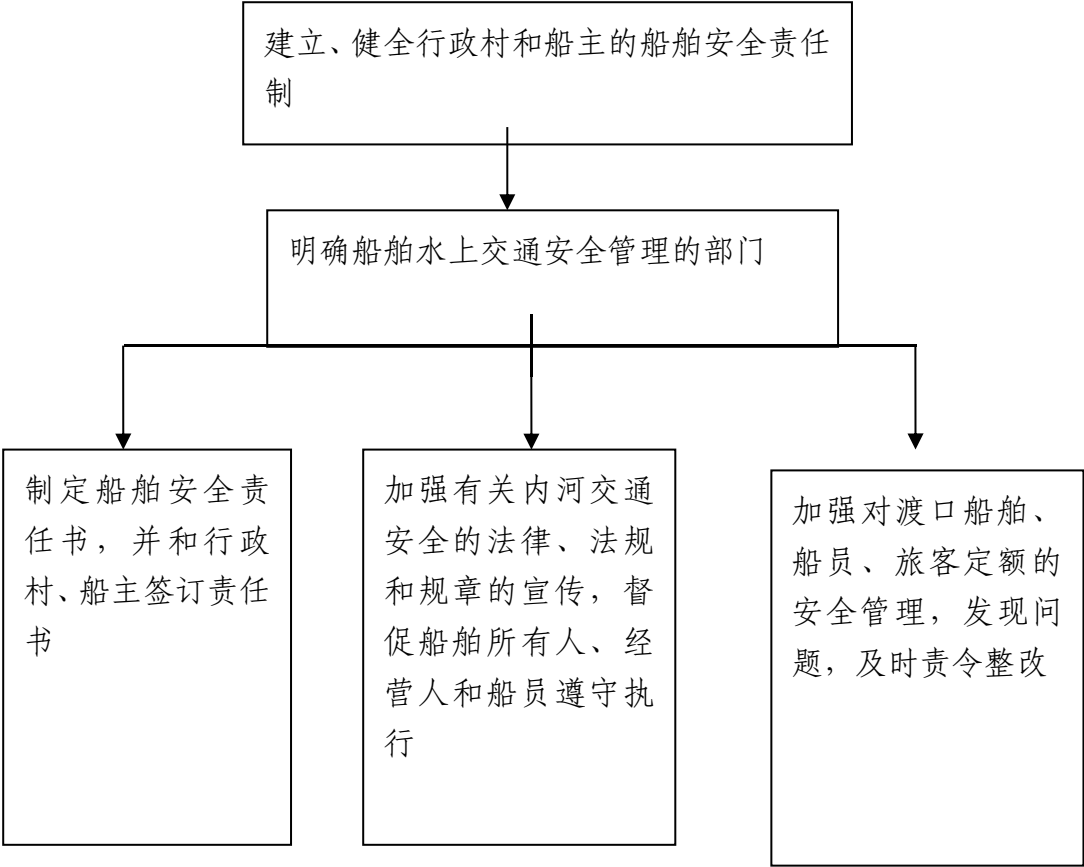 建立、健全行政村和船主的船舶安全责任
制
明确船舶水上交通安全管理的部门
制定船舶安全责
任书，并和行政
村、船主签订责任
书
加强有关内河交通
安全的法律、法规
和规章的宣传，督
促船舶所有人、经
营人和船员遵守执
行
加强对渡口船舶、
船员、旅客定额的
安全管理，发现问
题，及时责令整改